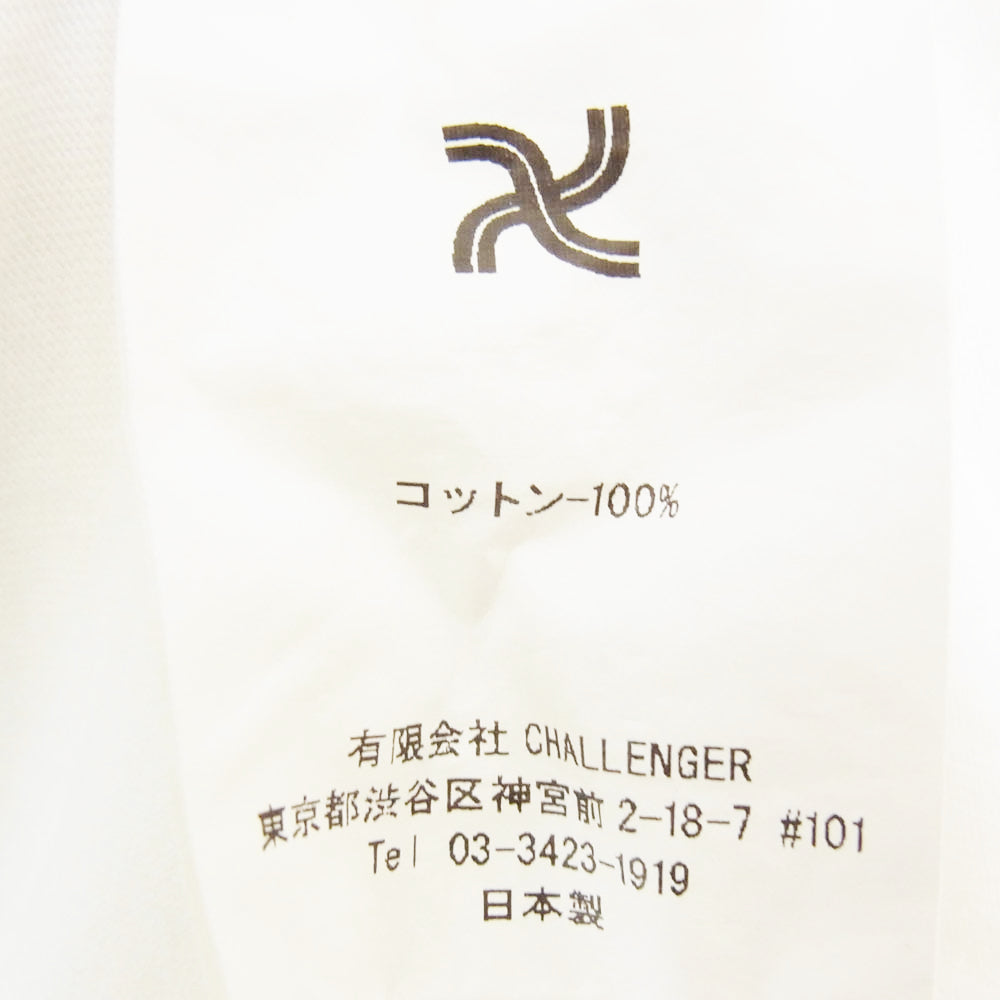 コットン-100%
有限会社 CHALLENGER
東京都渋谷区神宮前 2-18-7 #101
Tel 03-3423-1919
日本製